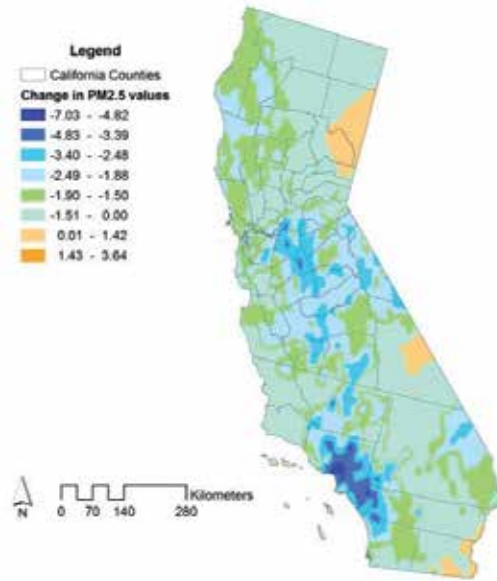 Legend
California Counties
Change in PM2.5 values
-7.03 - -4.82
-4.83 - -3.39
-3.40 - -2.48
-2.49 - -1.88
-1.90 - -1.50
-1.51 - 0.00
0.01 - 1.42
1.43 - 3.64
N
Kilometers
0 70 140 280